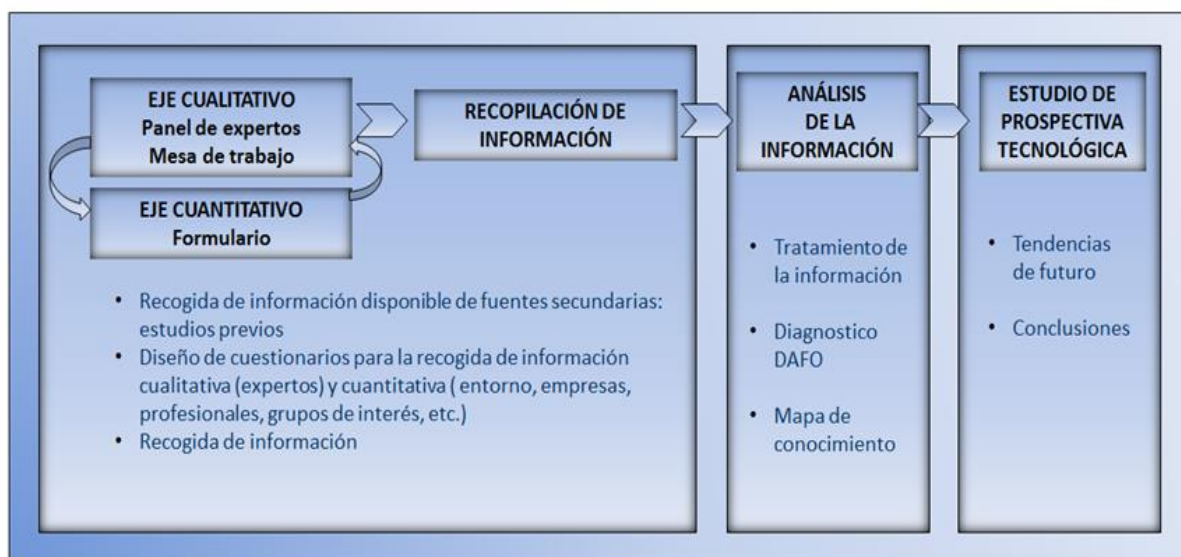 EJE CUALITATIVO
Panel de expertos
Mesa de trabajo
EJE CUANTITATIVO
Formulario
RECOPILACIÓN DE
INFORMACIÓN
• Recogida de información disponible de fuentes secundarias:
estudios previos
• Diseño de cuestionarios para la recogida de información
cualitativa (expertos) y cuantitativa ( entorno, empresas,
profesionales, grupos de interés, etc.)
• Recogida de información
ANÁLISIS
DE LA
INFORMACIÓN
• Tratamiento de
la información
• Diagnostico
DAFO
• Mapa de
conocimiento
ESTUDIO DE
PROSPECTIVA
TECNOLÓGICA
• Tendencias
de futuro
• Conclusiones